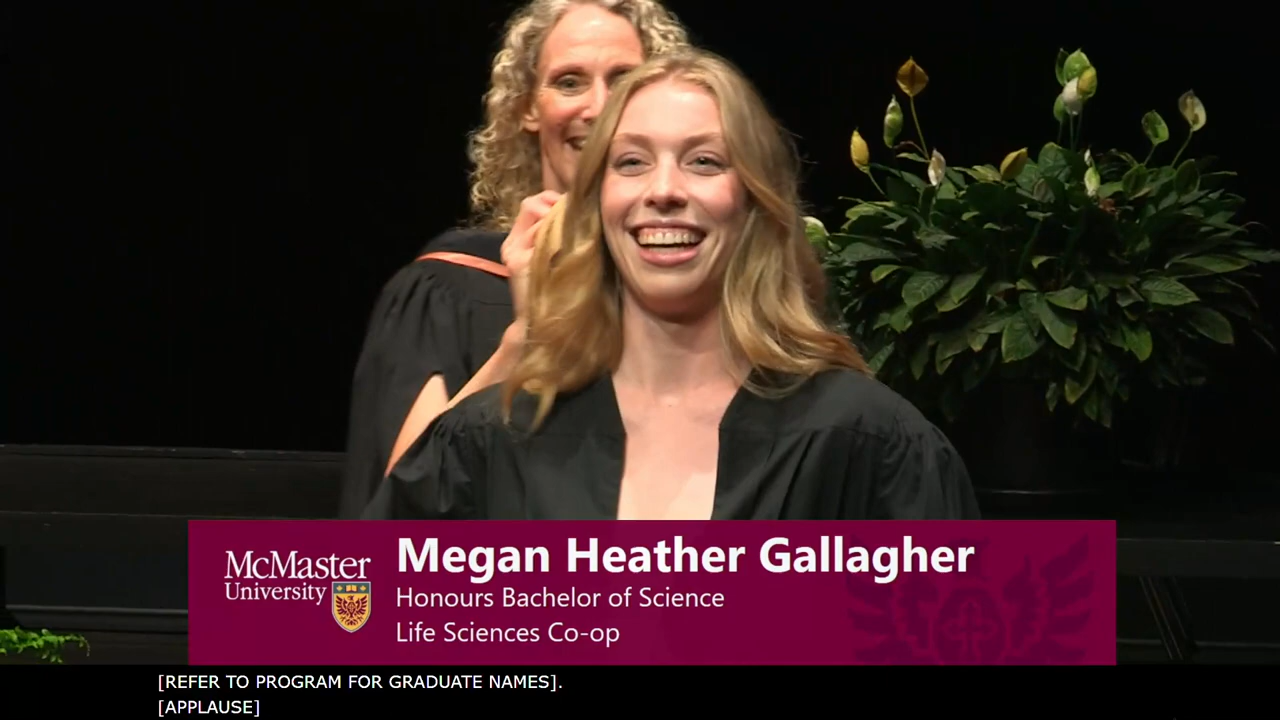 McMaster
University
Megan Heather Gallagher
Honours Bachelor of Science
Life Sciences Co-op
[REFER TO PROGRAM FOR GRADUATE NAMES].
[APPLAUSE]